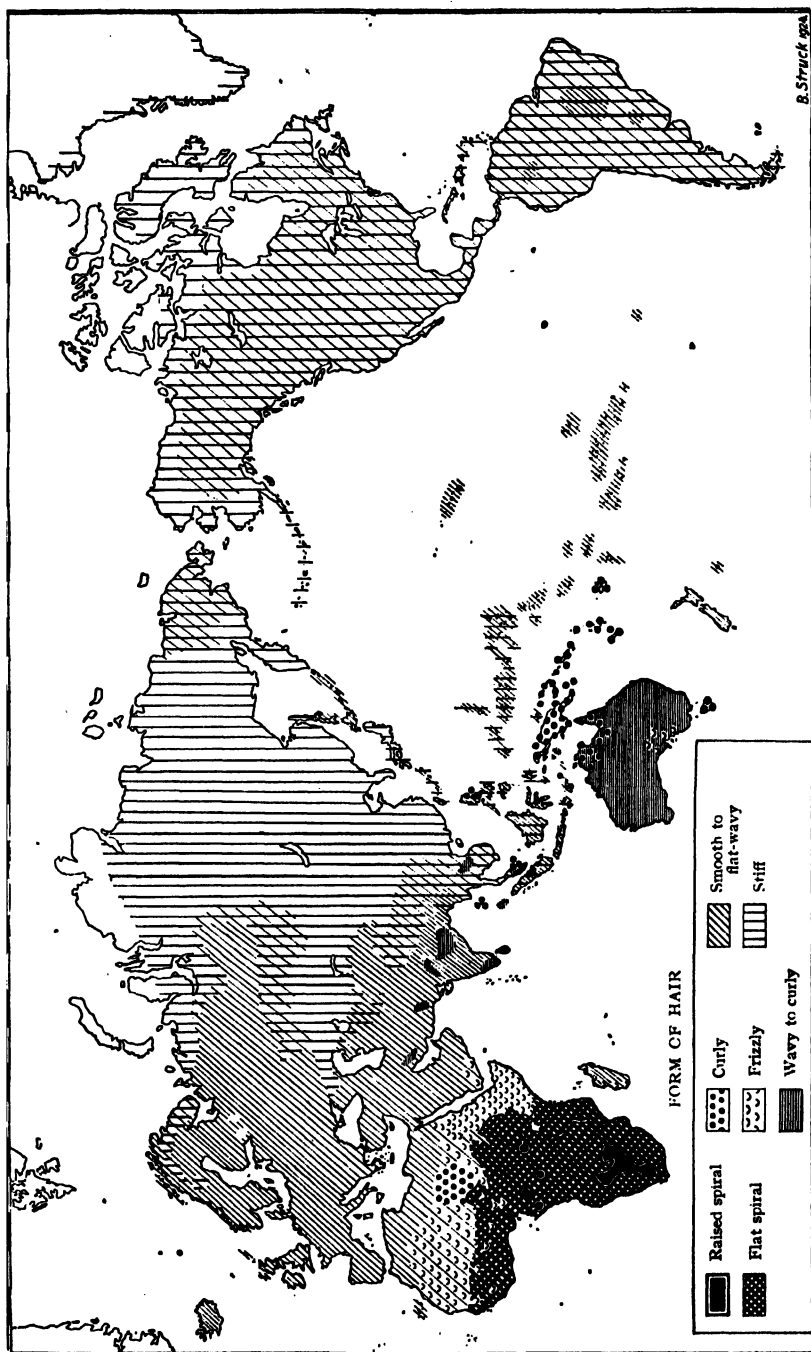 B. Struck 1924
FORM OF HAIR
Raised spiral
Flat spiral
Curly
Frizzly
Wavy to curly
Smooth to
flat-wavy
Stiff